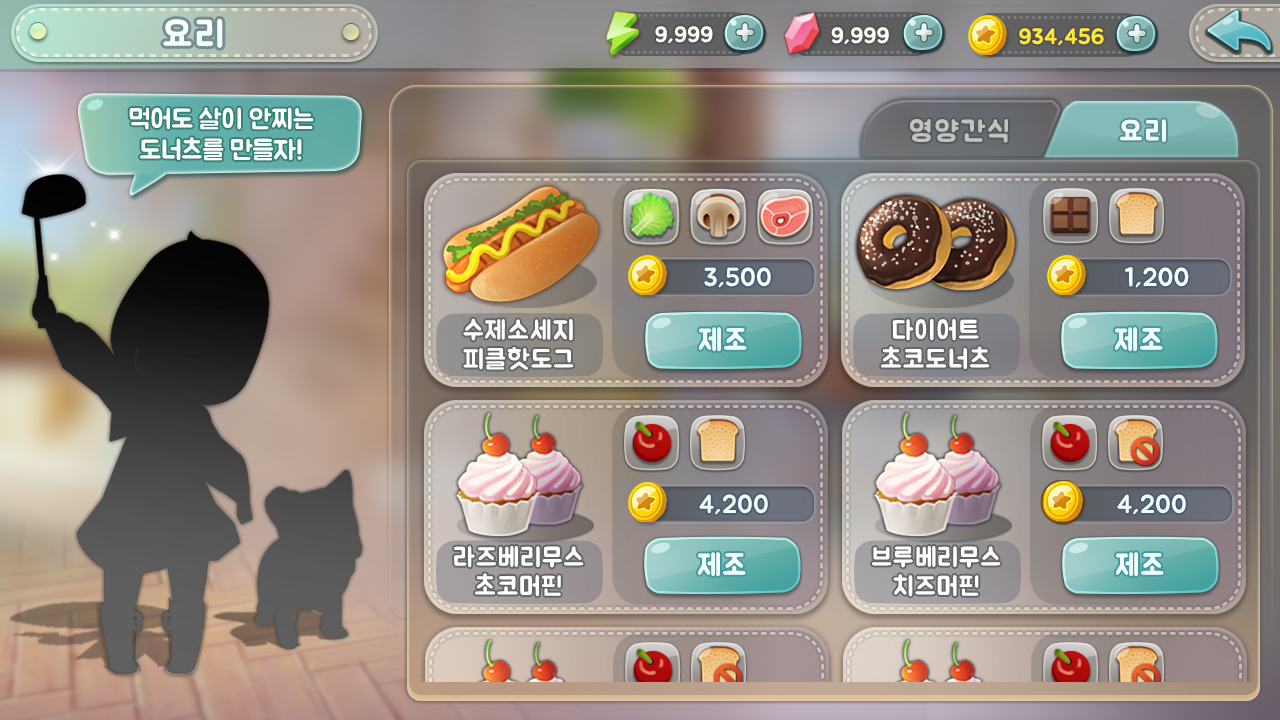 요리
9,999
9,999
934,456
먹어도 살이 안찌는
도너츠를 만들자!
영양간식
요리
3,500
수제소세지
피클핫도그
제조
1,200
다이어트
초코도너츠
제조
4,200
라즈베리무스
초코머핀
제조
4,200
브루베리무스
치즈머핀
제조